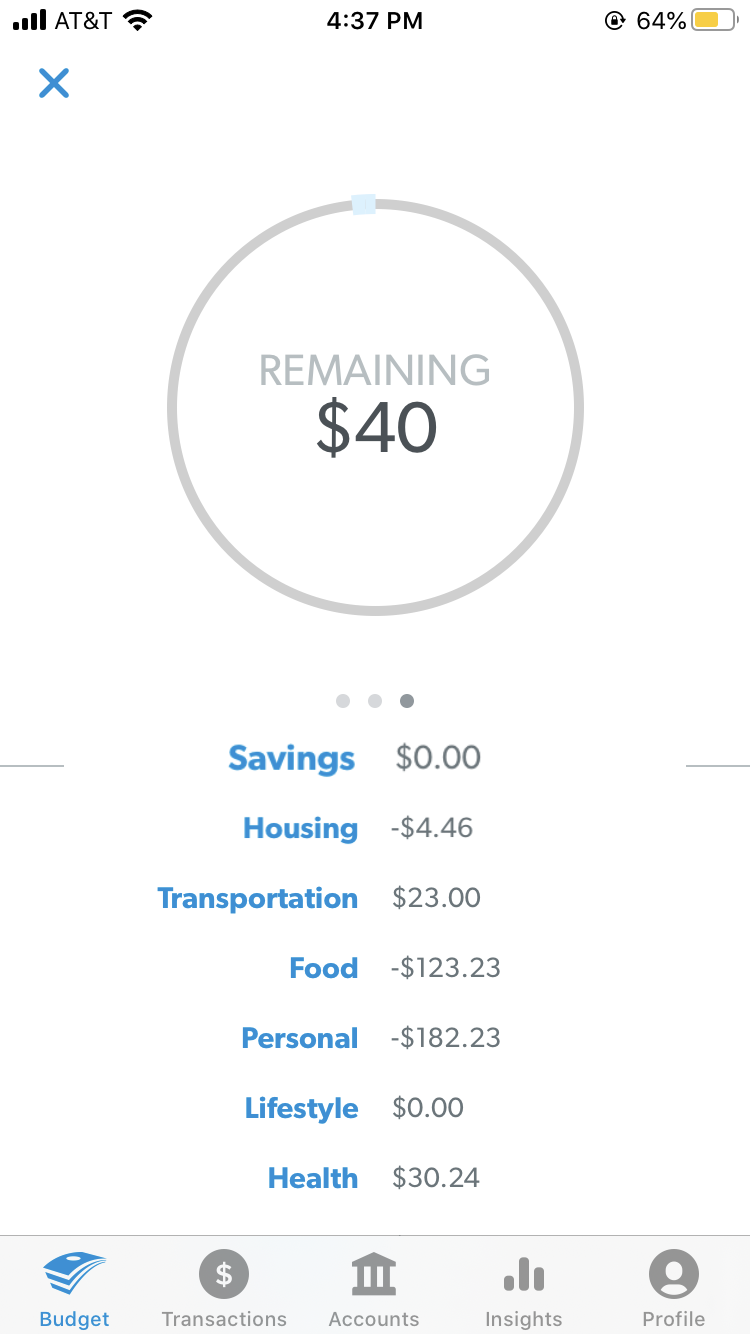 AT&T 4:37 PM 64%
REMAINING
$40
Savings $0.00
Housing -$4.46
Transportation $23.00
Food -$123.23
Personal -$182.23
Lifestyle $0.00
Health $30.24
$
Budget Transactions Accounts Insights Profile